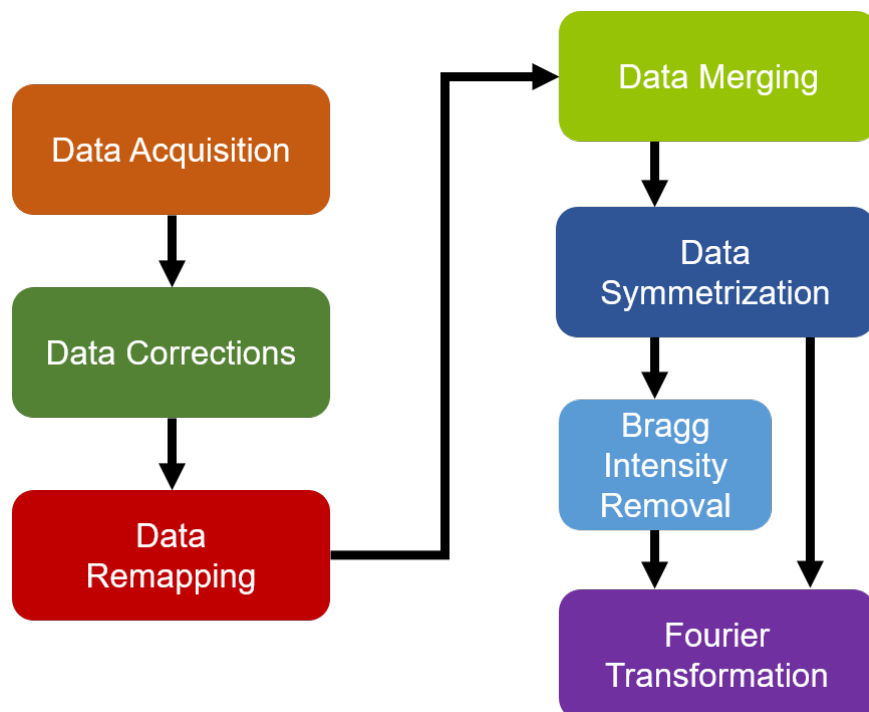 Data Acquisition
Data Corrections
Data
Remapping
Data Merging
Data
Symmetrization
Bragg
Intensity
Removal
Fourier
Transformation